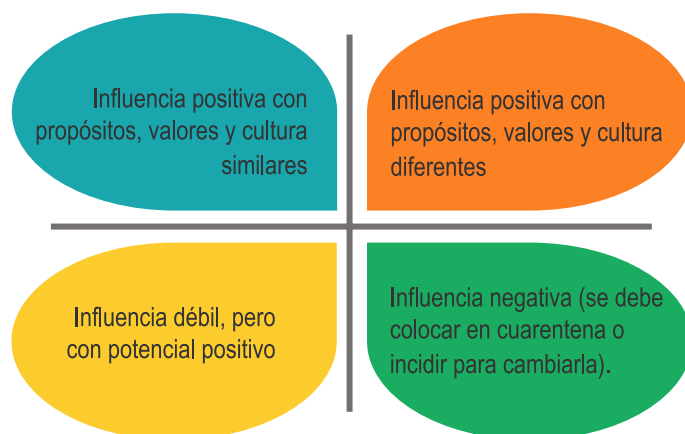 Influencia positiva con
propósitos, valores y cultura
similares
Influencia positiva con
propósitos, valores y cultura
diferentes
Influencia débil, pero
con potencial positivo
Influencia negativa (se debe
colocar en cuarentena o
incidir para cambiarla).